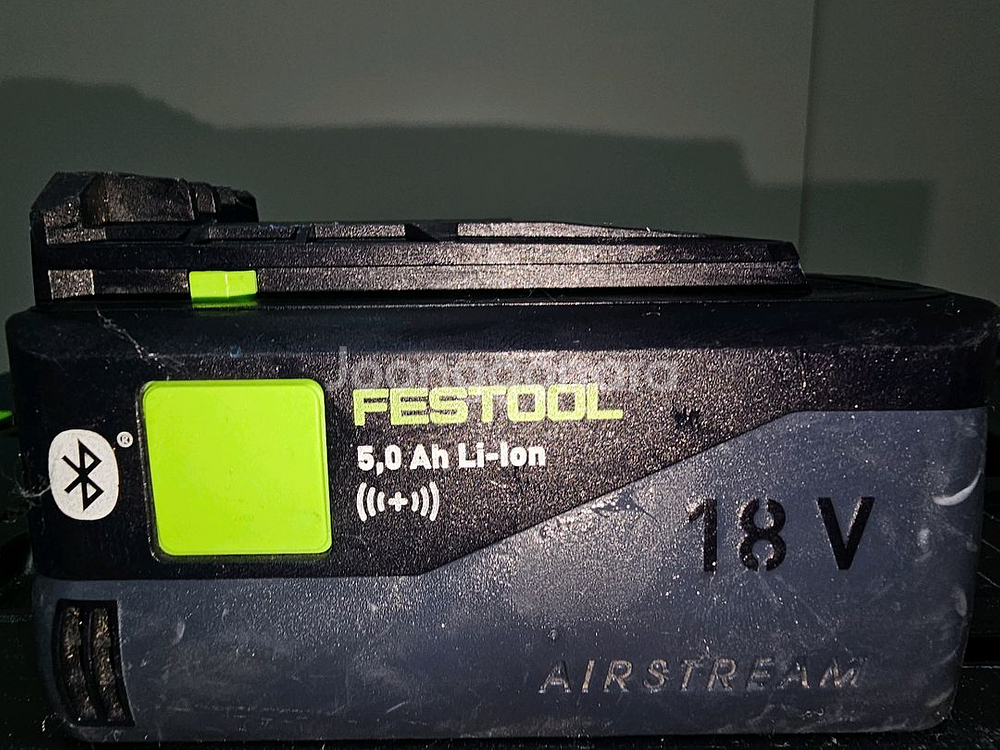 FESTOOL
5,0 Ah Li-Ion
®
18 V
AIRSTREAM